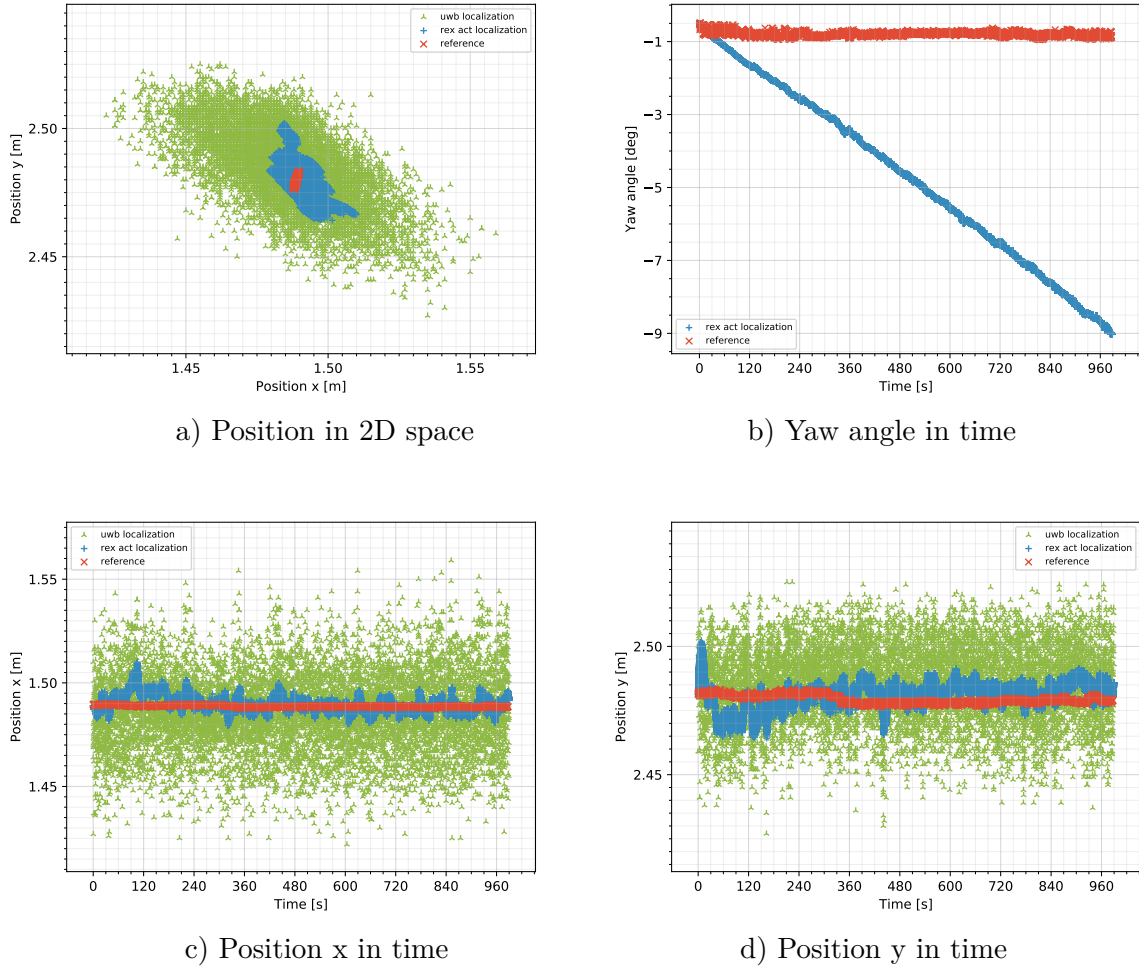 uwb localization
rex act localization
reference
2.50
2.45
Position y [m]
1.45
1.50
1.55
Position x [m]
a) Position in 2D space
−1
−3
−5
−7
−9
Yaw angle [deg]
rex act localization
reference
0 120 240 360 480 600 720 840 960
Time [s]
b) Yaw angle in time
uwb localization
rex act localization
reference
1.55
1.50
1.45
Position x [m]
0 120 240 360 480 600 720 840 960
Time [s]
c) Position x in time
uwb localization
rex act localization
reference
2.50
2.45
Position y [m]
0 120 240 360 480 600 720 840 960
Time [s]
d) Position y in time